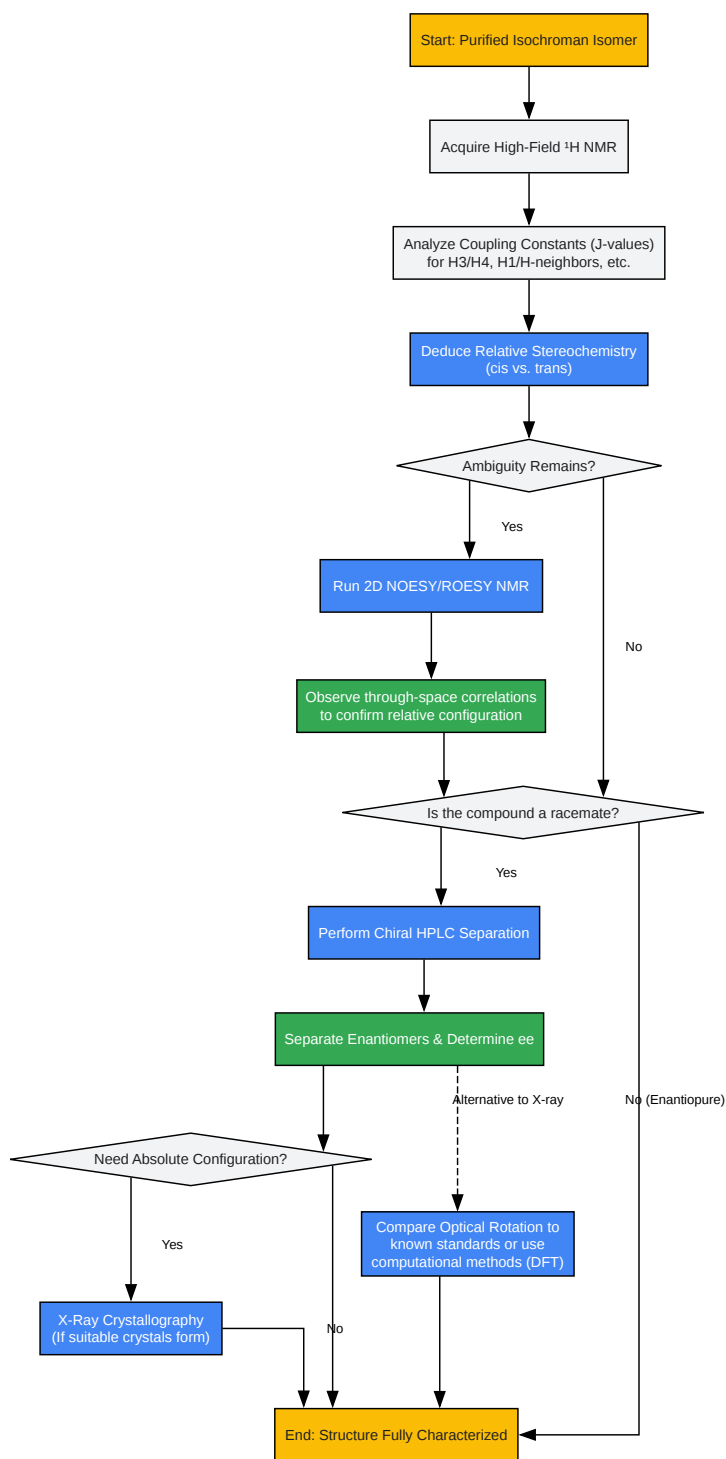 Start: Purified Isochroman Isomer
Acquire High-Field ¹H NMR
Analyze Coupling Constants (J-values)
for H3/H4, H1/H-neighbors, etc.
Deduce Relative Stereochemistry
(cis vs. trans)
Ambiguity Remains?
Yes
Run 2D NOESY/ROESY NMR
No
Observe through-space correlations
to confirm relative configuration
Is the compound a racemate?
Yes
Perform Chiral HPLC Separation
Separate Enantiomers & Determine ee
Alternative to X-ray
No (Enantiopure)
Need Absolute Configuration?
Yes
Compare Optical Rotation to
known standards or use
computational methods (DFT)
X-Ray Crystallography
(If suitable crystals form)
No
End: Structure Fully Characterized